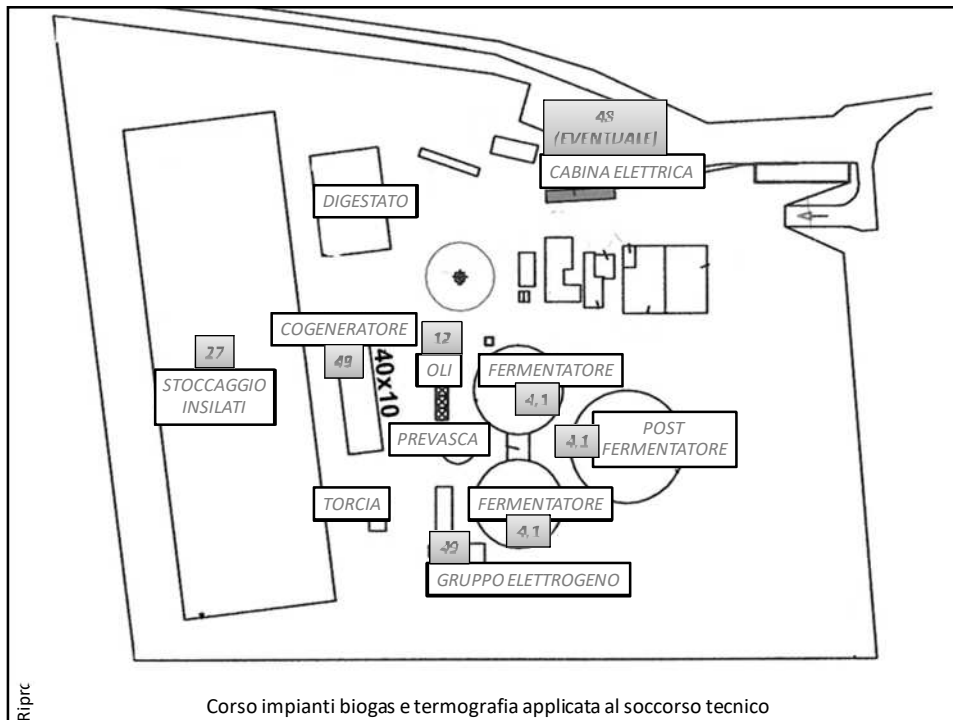 48
(EVENTUALE)
CABINA ELETTRICA
DIGESTATO
COGENERATORE
49
40x10
12
OLI
FERMENTATORE
4,1
27
STOCCAGGIO
INSILATI
PREVASCA
4,1
POST
FERMENTATORE
TORCIA
FERMENTATORE
4,1
49
GRUPPO ELETTROGENO
Riprc
Corso impianti biogas e termografia applicata al soccorso tecnico